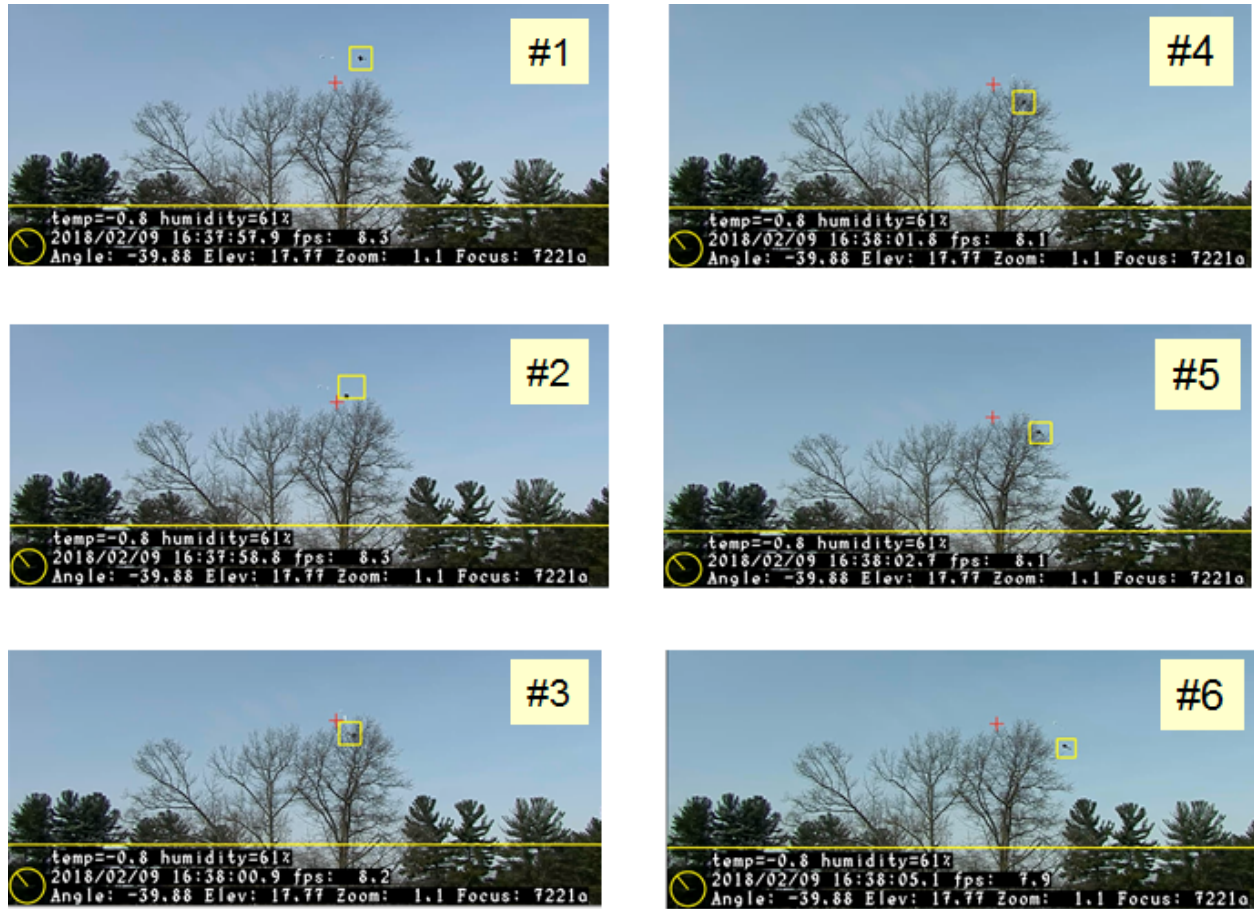 #1
temp=-0.8 humidity=61%
2018/02/09 16:37:57.9 fps: 8.3
Angle: -39.88 Elev: 17.77 Zoom: 1.1 Focus: 7221a
#2
temp=-0.8 humidity=61%
2018/02/09 16:37:58.8 fps: 8.3
Angle: -39.88 Elev: 17.77 Zoom: 1.1 Focus: 7221a
#3
temp=-0.8 humidity=61%
2018/02/09 16:38:00.9 fps: 8.2
Angle: -39.88 Elev: 17.77 Zoom: 1.1 Focus: 7221a
#4
temp=-0.8 humidity=61%
2018/02/09 16:38:01.8 fps: 8.1
Angle: -39.88 Elev: 17.77 Zoom: 1.1 Focus: 7221a
#5
temp=-0.8 humidity=61%
2018/02/09 16:38:02.7 fps: 8.1
Angle: -39.88 Elev: 17.77 Zoom: 1.1 Focus: 7221a
#6
temp=-0.8 humidity=61%
2018/02/09 16:38:05.1 fps: 7.9
Angle: -39.88 Elev: 17.77 Zoom: 1.1 Focus: 7221a